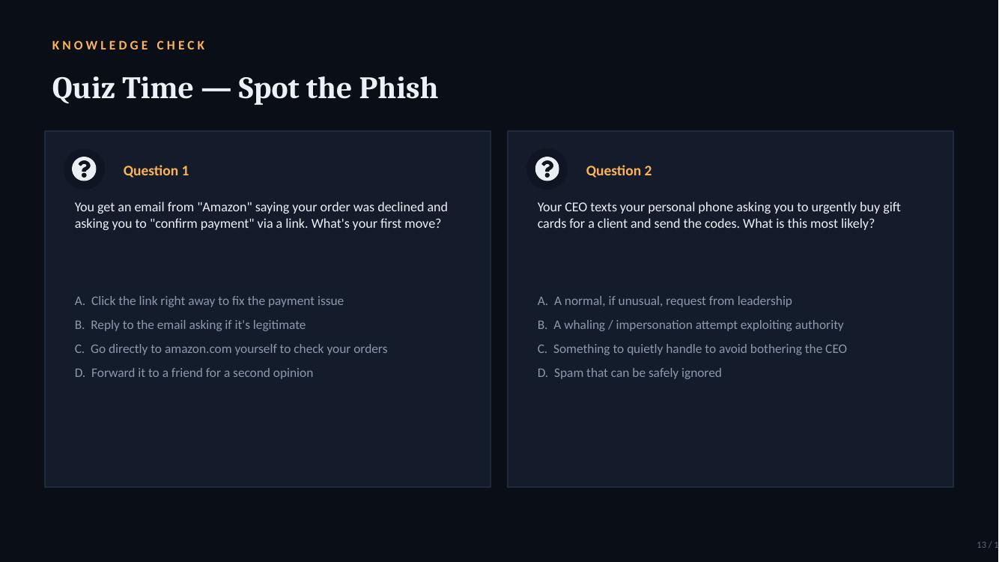 KNOWLEDGE CHECK
Quiz Time — Spot the Phish
Question 1
You get an email from "Amazon" saying your order was declined and
asking you to "confirm payment" via a link. What's your first move?
A. Click the link right away to fix the payment issue
B. Reply to the email asking if it's legitimate
C. Go directly to amazon.com yourself to check your orders
D. Forward it to a friend for a second opinion
Question 2
Your CEO texts your personal phone asking you to urgently buy gift
cards for a client and send the codes. What is this most likely?
A. A normal, if unusual, request from leadership
B. A whaling / impersonation attempt exploiting authority
C. Something to quietly handle to avoid bothering the CEO
D. Spam that can be safely ignored
13 /